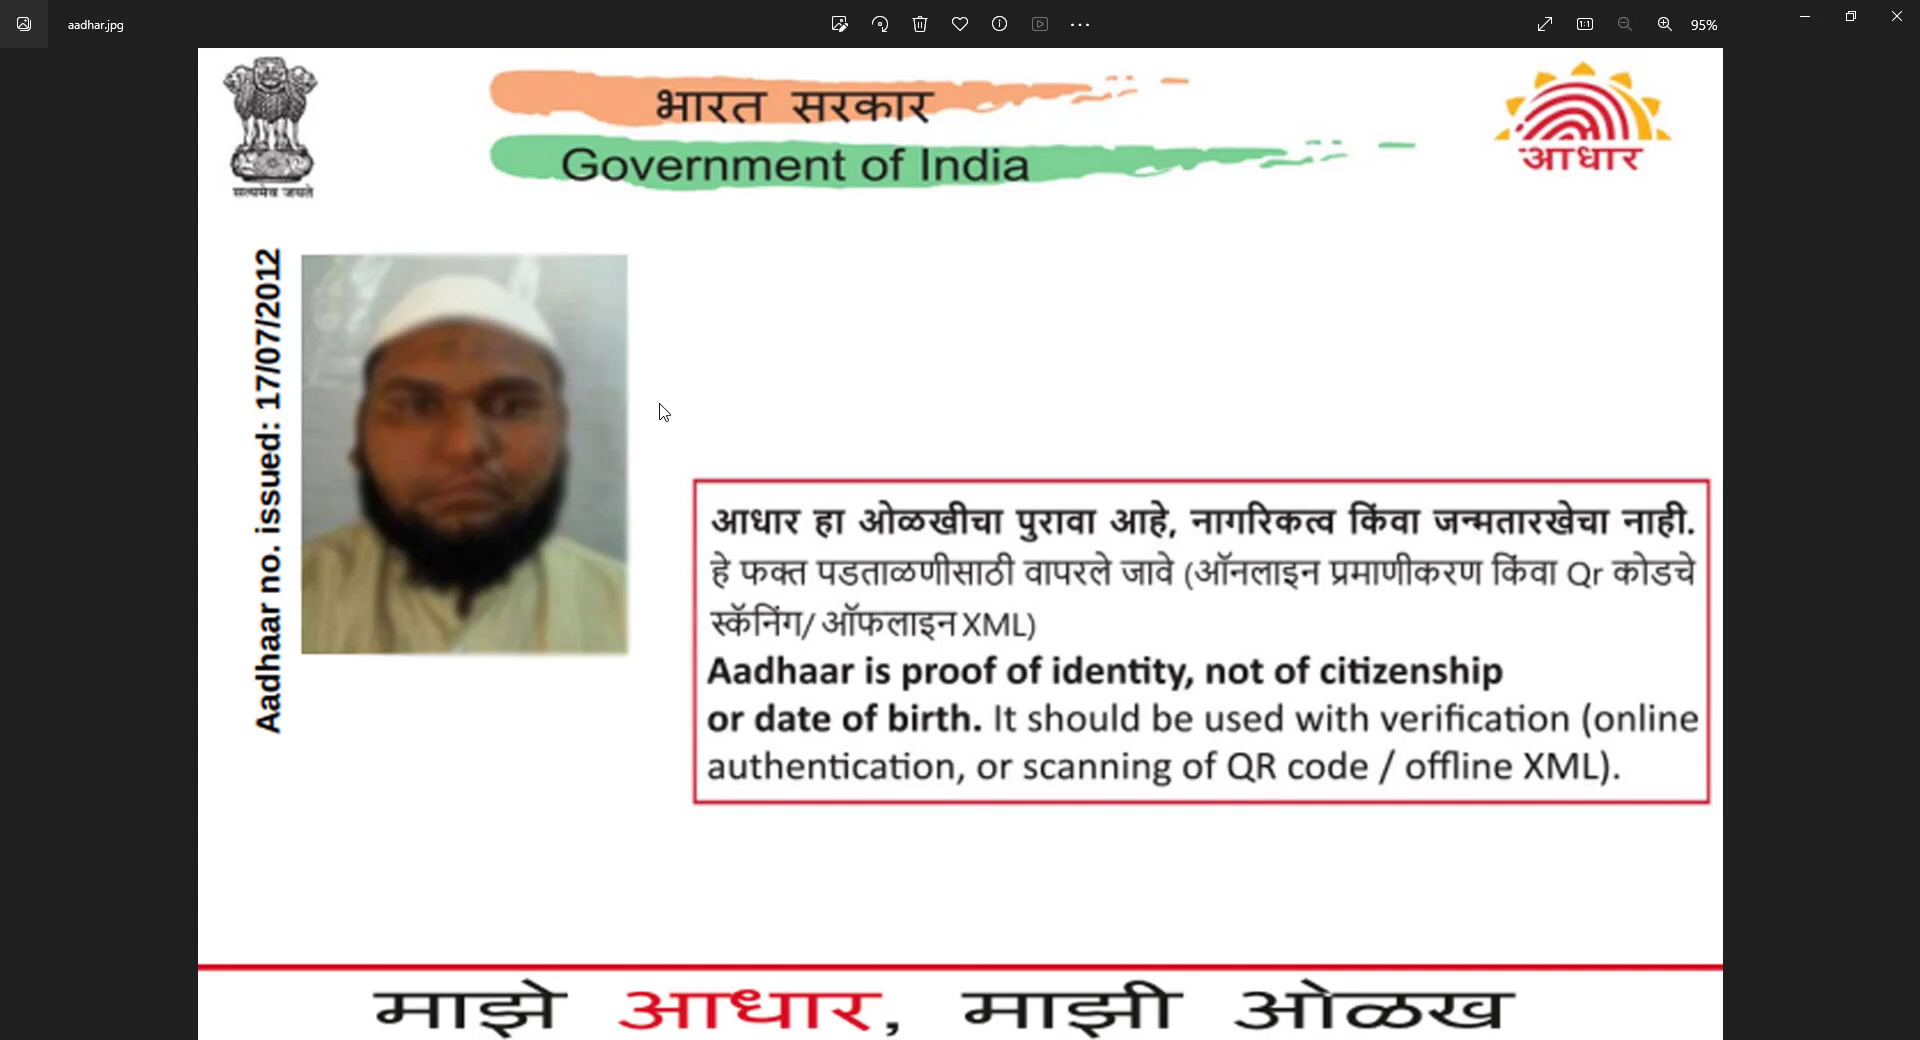 aadhar.jpg
95%
भारत सरकार
Government of India
सत्यमेव जयते
आधार
Aadhaar no. issued: 17/07/2012
आधार हा ओळखीचा पुरावा आहे, नागरिकत्व किंवा जन्मतारखेचा नाही.
हे फक्त पडताळणीसाठी वापरले जावे (ऑनलाइन प्रमाणीकरण किंवा Qr कोडचे
स्कॅनिंग/ ऑफलाइन XML)
Aadhaar is proof of identity, not of citizenship
or date of birth. It should be used with verification (online
authentication, or scanning of QR code / offline XML).
माझे आधार, माझी ओळख